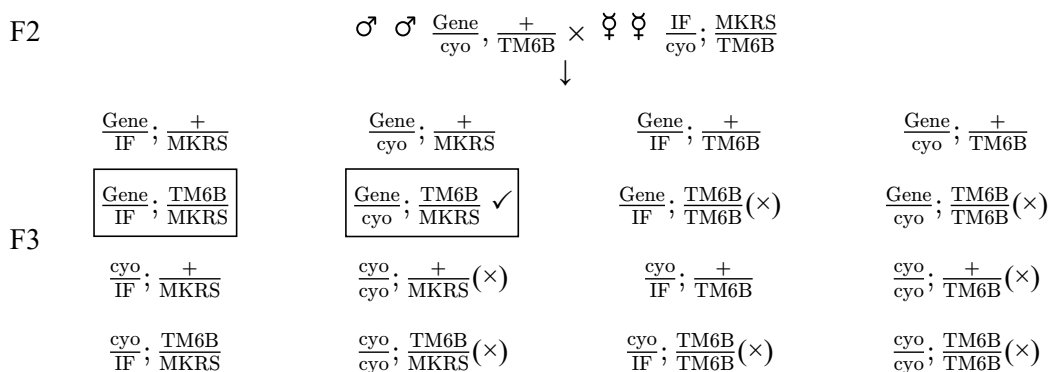 F2 ♂ ♂ Gene/cyo, +/TM6B × ☿ ☿ IF/cyo; MKRS/TM6B
↓
Gene/IF; +/MKRS Gene/cyo; +/MKRS Gene/IF; +/TM6B Gene/cyo; +/TM6B
Gene/IF; TM6B/MKRS Gene/cyo; TM6B/MKRS ✓ Gene/IF; TM6B/TM6B(×) Gene/cyo; TM6B/TM6B(×)
F3
cyo/IF; +/MKRS cyo/cyo; +/MKRS(×) cyo/IF; +/TM6B cyo/cyo; +/TM6B(×)
cyo/IF; TM6B/MKRS cyo/cyo; TM6B/MKRS(×) cyo/IF; TM6B/TM6B(×) cyo/cyo; TM6B/TM6B(×)